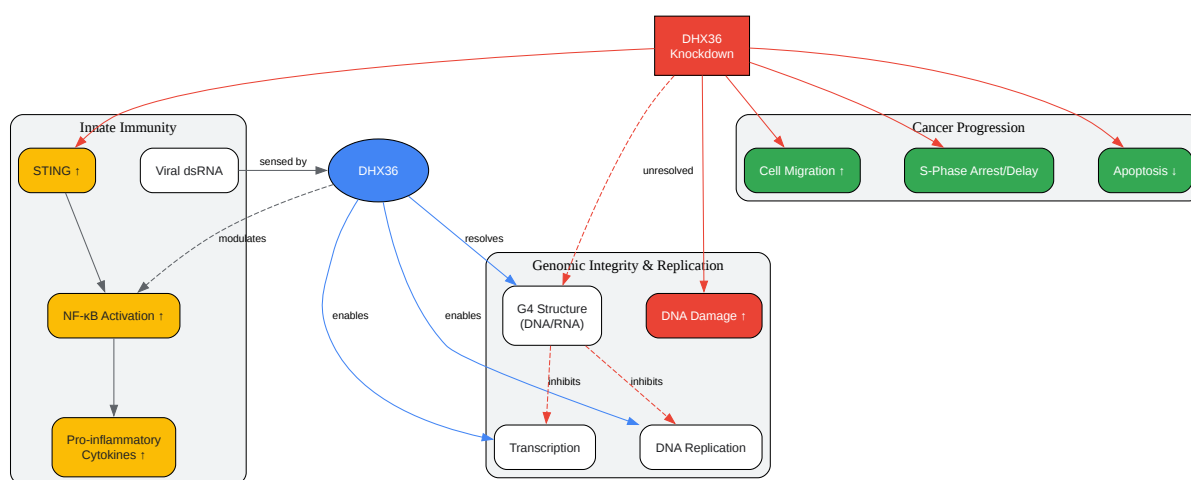 DHX36
Knockdown
Innate Immunity
Cancer Progression
STING ↑
Viral dsRNA
sensed by
DHX36
unresolved
Cell Migration ↑
S-Phase Arrest/Delay
Apoptosis ↓
modulates
resolves
Genomic Integrity & Replication
NF-κB Activation ↑
enables
enables
G4 Structure
(DNA/RNA)
DNA Damage ↑
inhibits
inhibits
Pro-inflammatory
Cytokines ↑
Transcription
DNA Replication